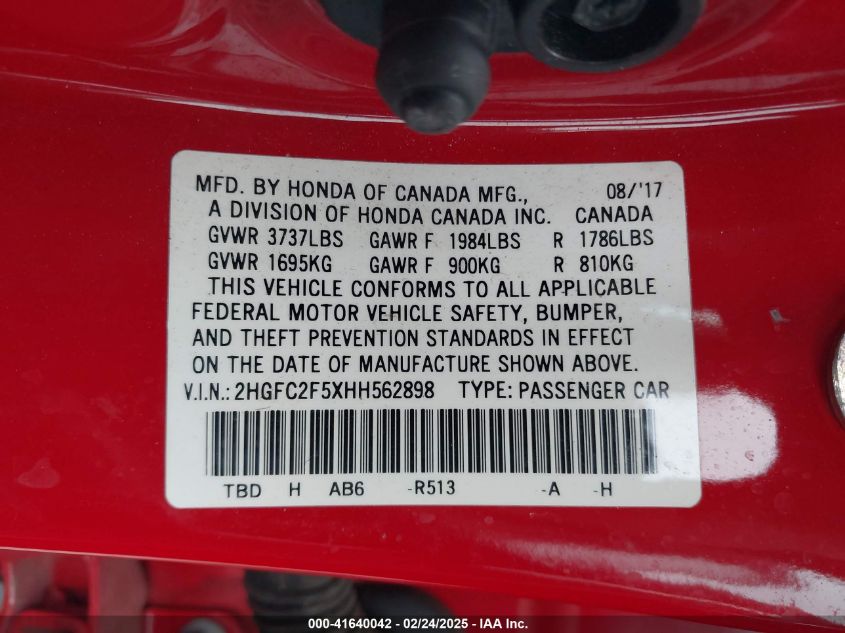 MFD. BY HONDA OF CANADA MFG., 08/'17
A DIVISION OF HONDA CANADA INC. CANADA
GVWR 3737LBS GAWR F 1984LBS R 1786LBS
GVWR 1695KG GAWR F 900KG R 810KG
THIS VEHICLE CONFORMS TO ALL APPLICABLE
FEDERAL MOTOR VEHICLE SAFETY, BUMPER,
AND THEFT PREVENTION STANDARDS IN EFFECT
ON THE DATE OF MANUFACTURE SHOWN ABOVE.
V.I.N.: 2HGFC2F5XHH562898 TYPE: PASSENGER CAR
TBD H AB6 -R513 -A -H
000-41640042 - 02/24/2025 - IAA Inc.